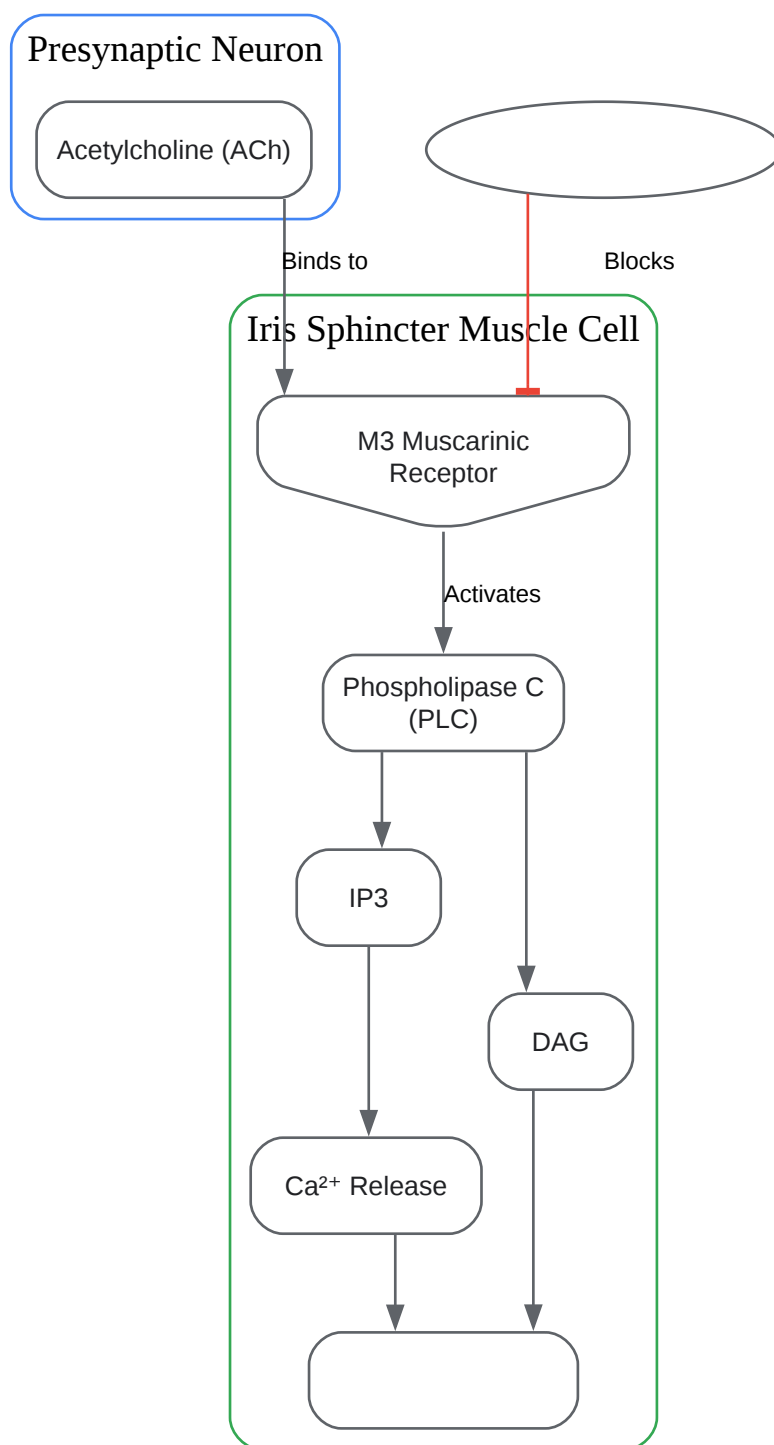 Presynaptic Neuron
Acetylcholine (ACh)
Binds to
Blocks
Iris Sphincter Muscle Cell
M3 Muscarinic
Receptor
Activates
Phospholipase C
(PLC)
IP3
DAG
Ca²⁺ Release